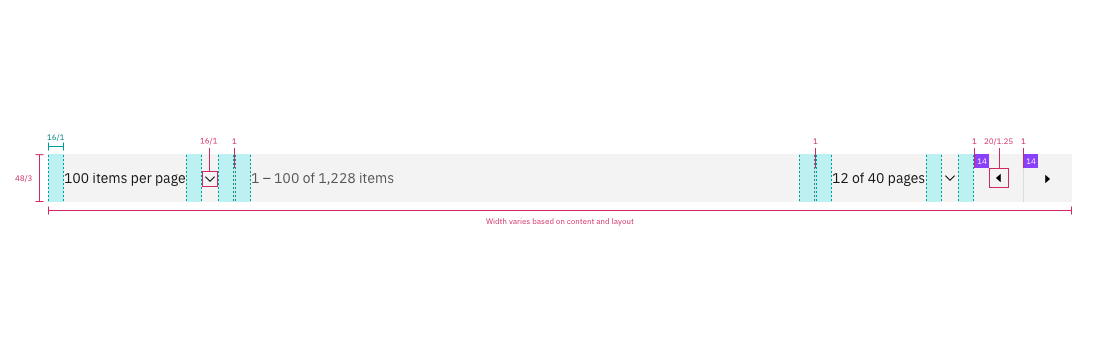 16/1
16/1 1 1 1 20/1.25 1
14 14
48/3 100 items per page 1 – 100 of 1,228 items 12 of 40 pages
Width varies based on content and layout